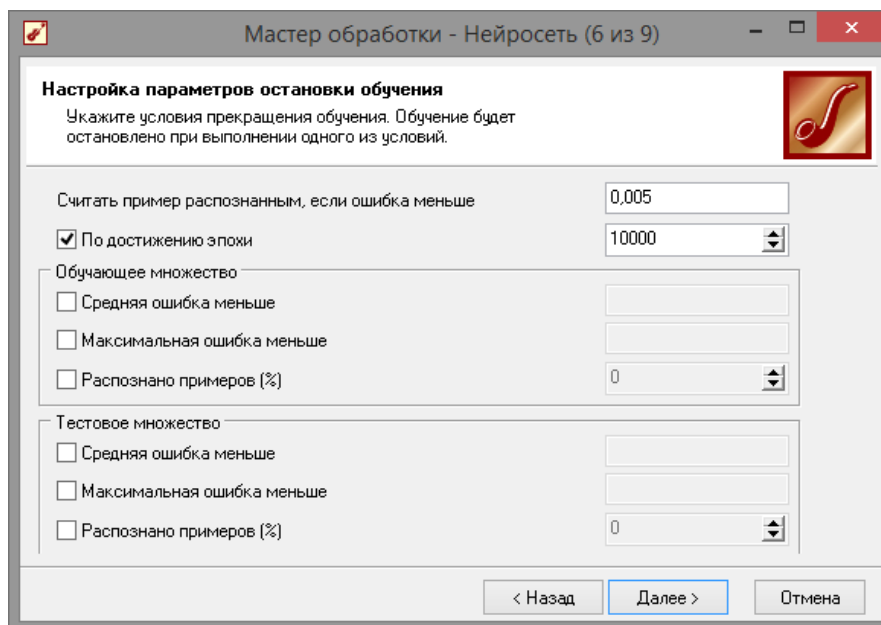 Мастер обработки - Нейросеть (6 из 9)
Настройка параметров остановки обучения
Укажите условия прекращения обучения. Обучение будет
остановлено при выполнении одного из условий.
Считать пример распознанным, если ошибка меньше 0,005
По достижению эпохи 10000
Обучающее множество
Средняя ошибка меньше
Максимальная ошибка меньше
Распознано примеров (%) 0
Тестовое множество
Средняя ошибка меньше
Максимальная ошибка меньше
Распознано примеров (%) 0
< Назад Далее > Отмена